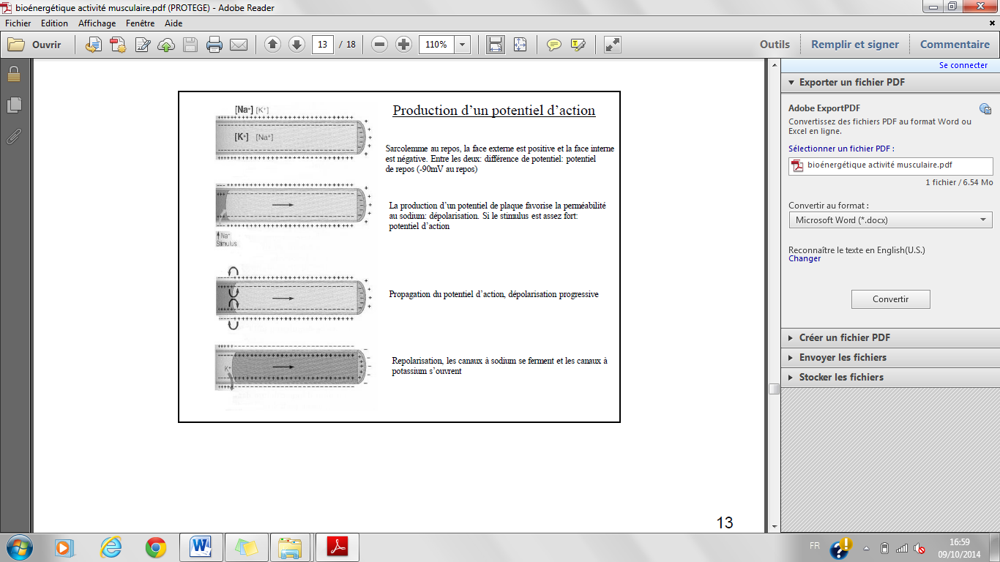 bioénergétique activité musculaire.pdf (PROTEGE) - Adobe Reader
Fichier Edition Affichage Fenêtre Aide
Ouvrir 13 / 18 110% Outils Remplir et signer Commentaire
Se connecter
Exporter un fichier PDF
Adobe ExportPDF
Convertissez des fichiers PDF au format Word ou
Excel en ligne.
Sélectionner un fichier PDF :
bioénergétique activité musculaire.pdf
1 fichier / 6.54 Mo
Convertir au format :
Microsoft Word (*.docx)
Reconnaître le texte en English(U.S.)
Changer
Convertir
Créer un fichier PDF
Envoyer les fichiers
Stocker les fichiers
Production d'un potentiel d'action
[Na+] [K+]
[K+] [Na+]
Sarcolemme au repos, la face externe est positive et la face interne
est négative. Entre les deux: différence de potentiel: potentiel
de repos (-90mV au repos)
La production d'un potentiel de plaque favorise la perméabilité
au sodium: dépolarisation. Si le stimulus est assez fort:
potentiel d'action
Na+
Stimulus
Propagation du potentiel d'action, dépolarisation progressive
Repolarisation, les canaux à sodium se ferment et les canaux à
potassium s'ouvrent
K+
13
FR
16:59
09/10/2014